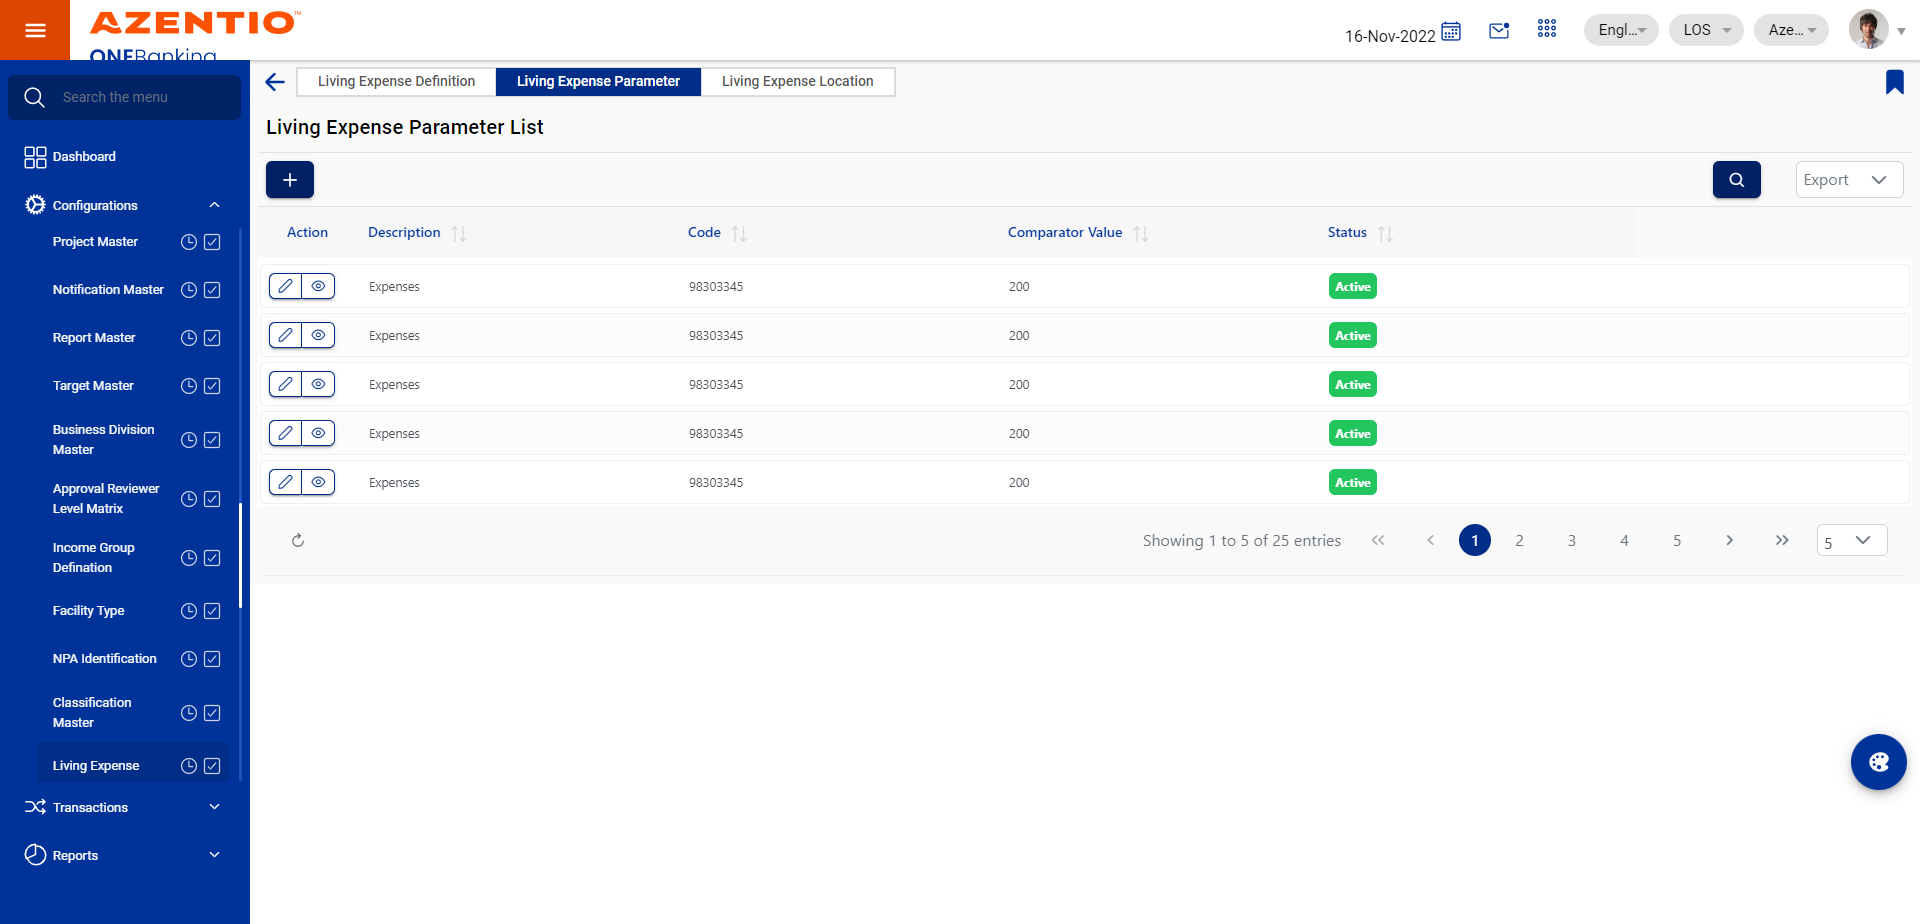 AZENTIO™
ONEBanking
16-Nov-2022
Engl...
LOS
Aze...
Search the menu
Dashboard
Configurations
Project Master
Notification Master
Report Master
Target Master
Business Division
Master
Approval Reviewer
Level Matrix
Income Group
Defination
Facility Type
NPA Identification
Classification
Master
Living Expense
Transactions
Reports
Living Expense Definition
Living Expense Parameter
Living Expense Location
Living Expense Parameter List
+
Export
Action Description Code Comparator Value Status
Expenses 98303345 200 Active
Expenses 98303345 200 Active
Expenses 98303345 200 Active
Expenses 98303345 200 Active
Expenses 98303345 200 Active
Showing 1 to 5 of 25 entries
1 2 3 4 5
5